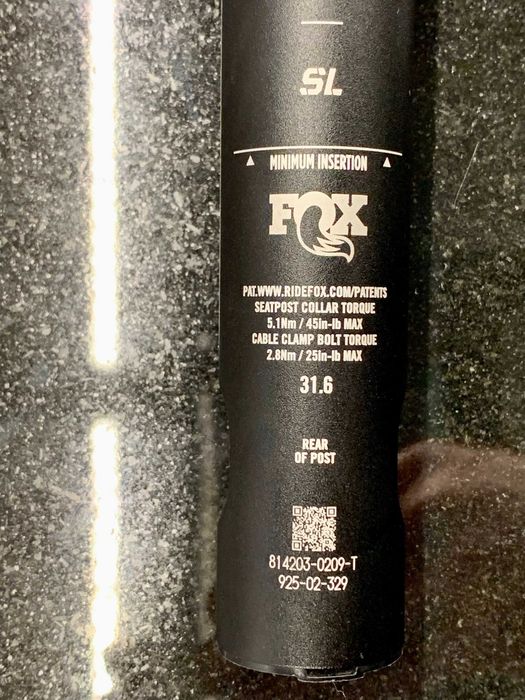 SL
MINIMUM INSERTION
FOX
PAT.WWW.RIDEFOX.COM/PATENTS
SEATPOST COLLAR TORQUE
5.1Nm / 45in-lb MAX
CABLE CLAMP BOLT TORQUE
2.8Nm / 25in-lb MAX
31.6
REAR
OF POST
814203-0209-T
925-02-329